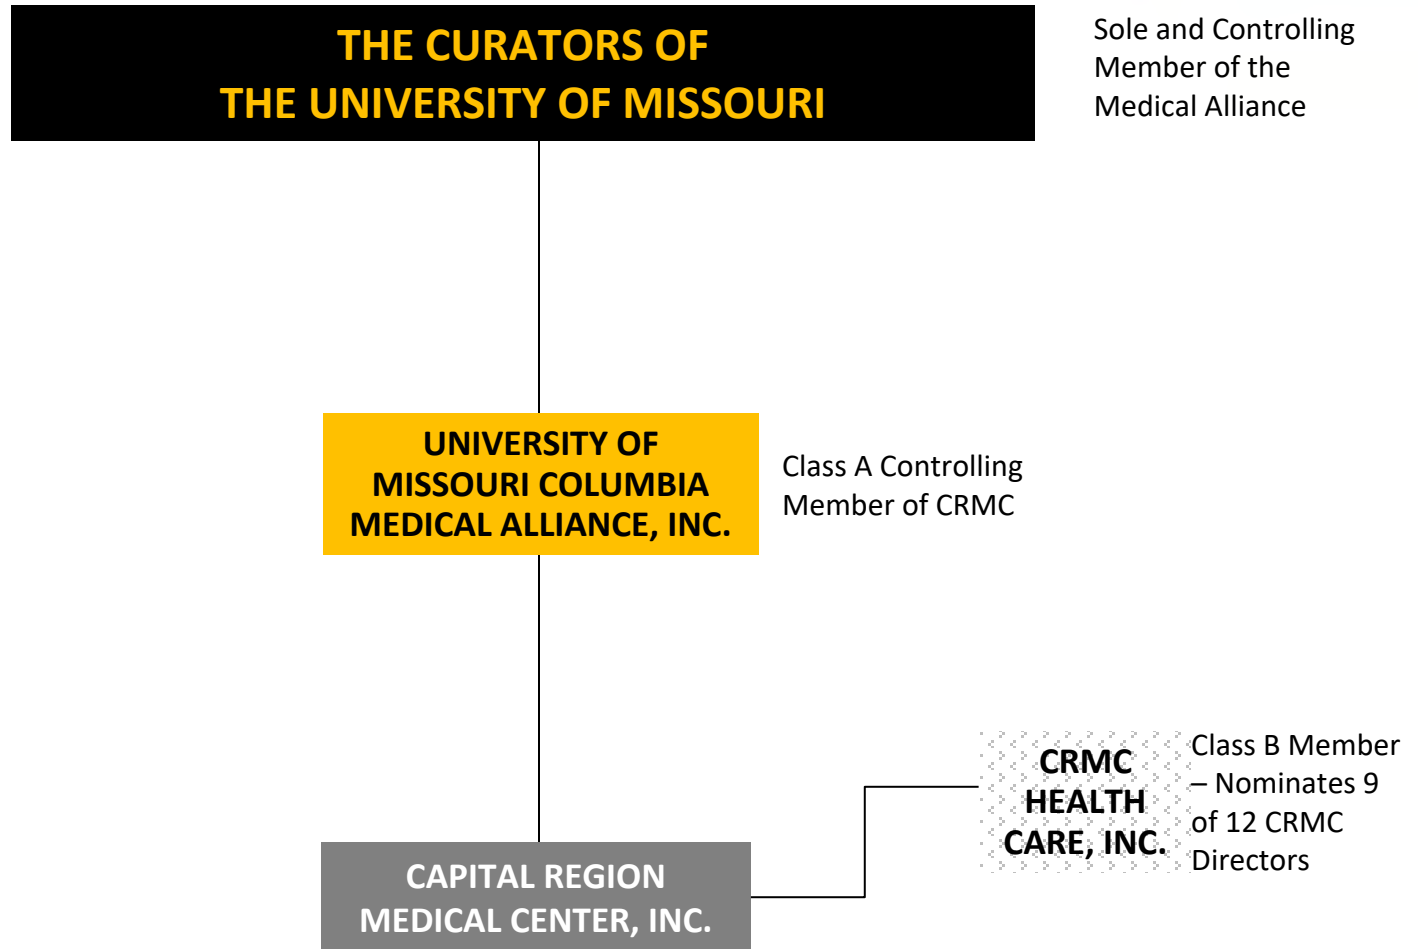 THE CURATORS OF
THE UNIVERSITY OF MISSOURI
Sole and Controlling
Member of the
Medical Alliance
UNIVERSITY OF
MISSOURI COLUMBIA
MEDICAL ALLIANCE, INC.
Class A Controlling
Member of CRMC
CRMC
HEALTH
CARE, INC.
Class B Member
– Nominates 9
of 12 CRMC
Directors
CAPITAL REGION
MEDICAL CENTER, INC.